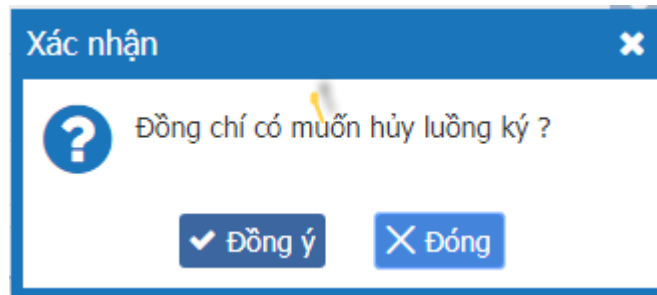 Xác nhận
Đồng chí có muốn hủy luồng ký ?
Đồng ý
Đóng